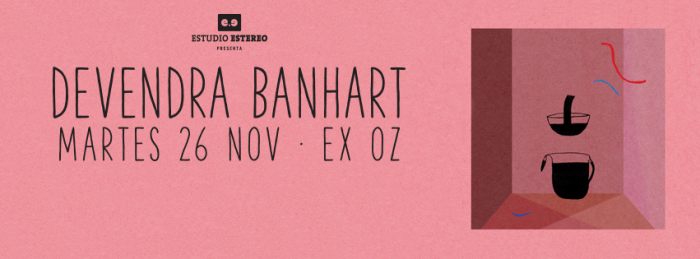 ESTUDIO ESTEREO
PRESENTA
DEVENDRA BANHART
MARTES 26 NOV · EX OZ